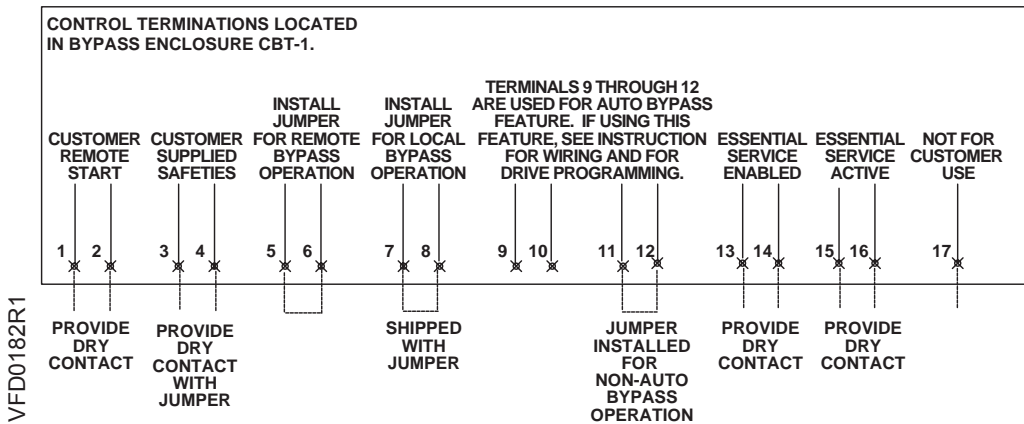 CONTROL TERMINATIONS LOCATED
IN BYPASS ENCLOSURE CBT-1.
CUSTOMER
REMOTE
START
CUSTOMER
SUPPLIED
SAFETIES
INSTALL
JUMPER
FOR REMOTE
BYPASS
OPERATION
INSTALL
JUMPER
FOR LOCAL
BYPASS
OPERATION
TERMINALS 9 THROUGH 12
ARE USED FOR AUTO BYPASS
FEATURE. IF USING THIS
FEATURE, SEE INSTRUCTION
FOR WIRING AND FOR
DRIVE PROGRAMMING.
ESSENTIAL
SERVICE
ENABLED
ESSENTIAL
SERVICE
ACTIVE
NOT FOR
CUSTOMER
USE
1 2 3 4 5 6 7 8 9 10 11 12 13 14 15 16 17
PROVIDE
DRY
CONTACT
PROVIDE
DRY
CONTACT
WITH
JUMPER
SHIPPED
WITH
JUMPER
JUMPER
INSTALLED
FOR
NON-AUTO
BYPASS
OPERATION
PROVIDE
DRY
CONTACT
PROVIDE
DRY
CONTACT
VFD0182R1